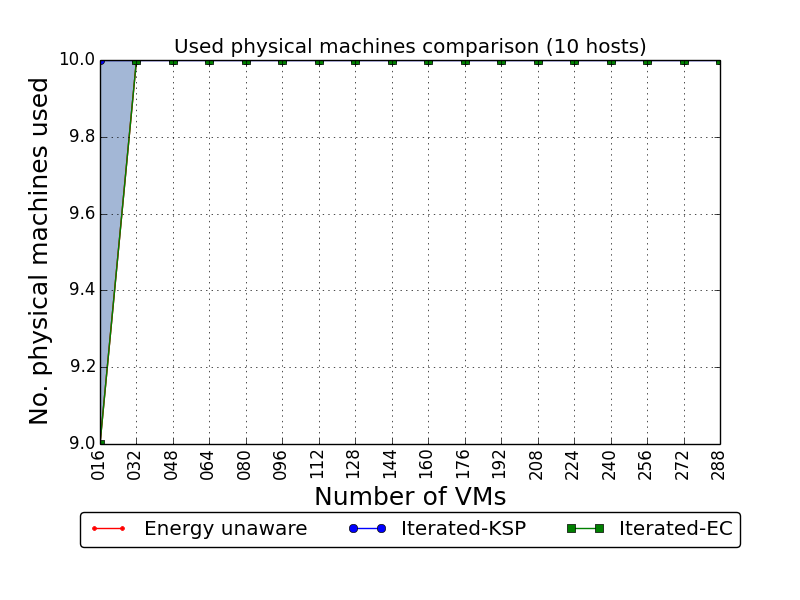 Used physical machines comparison (10 hosts)
No. physical machines used
10.0
9.8
9.6
9.4
9.2
9.0
016 032 048 064 080 096 112 128 144 160 176 192 208 224 240 256 272 288
Number of VMs
Energy unaware Iterated-KSP Iterated-EC